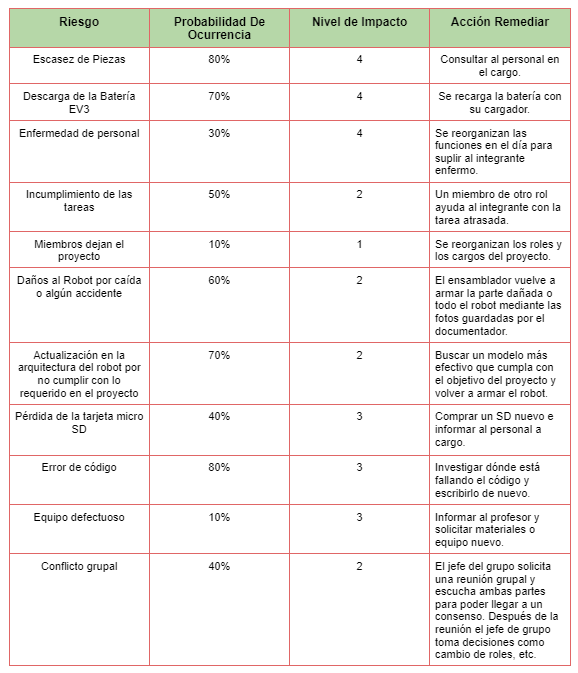 Riesgo
Probabilidad De
Ocurrencia
Nivel de Impacto
Acción Remediar
Escasez de Piezas
80%
4
Consultar al personal en
el cargo.
Descarga de la Batería
EV3
70%
4
Se recarga la batería con
su cargador.
Enfermedad de personal
30%
4
Se reorganizan las
funciones en el día para
suplir al integrante
enfermo.
Incumplimiento de las
tareas
50%
2
Un miembro de otro rol
ayuda al integrante con la
tarea atrasada.
Miembros dejan el
proyecto
10%
1
Se reorganizan los roles y
los cargos del proyecto.
Daños al Robot por caída
o algún accidente
60%
2
El ensamblador vuelve a
armar la parte dañada o
todo el robot mediante las
fotos guardadas por el
documentador.
Actualización en la
arquitectura del robot por
no cumplir con lo
requerido en el proyecto
70%
2
Buscar un modelo más
efectivo que cumpla con
el objetivo del proyecto y
volver a armar el robot.
Pérdida de la tarjeta micro
SD
40%
3
Comprar un SD nuevo e
informar al personal a
cargo.
Error de código
80%
3
Investigar dónde está
fallando el código y
escribirlo de nuevo.
Equipo defectuoso
10%
3
Informar al profesor y
solicitar materiales o
equipo nuevo.
Conflicto grupal
40%
2
El jefe del grupo solicita
una reunión grupal y
escucha ambas partes
para poder llegar a un
consenso. Después de la
reunión el jefe de grupo
toma decisiones como
cambio de roles, etc.